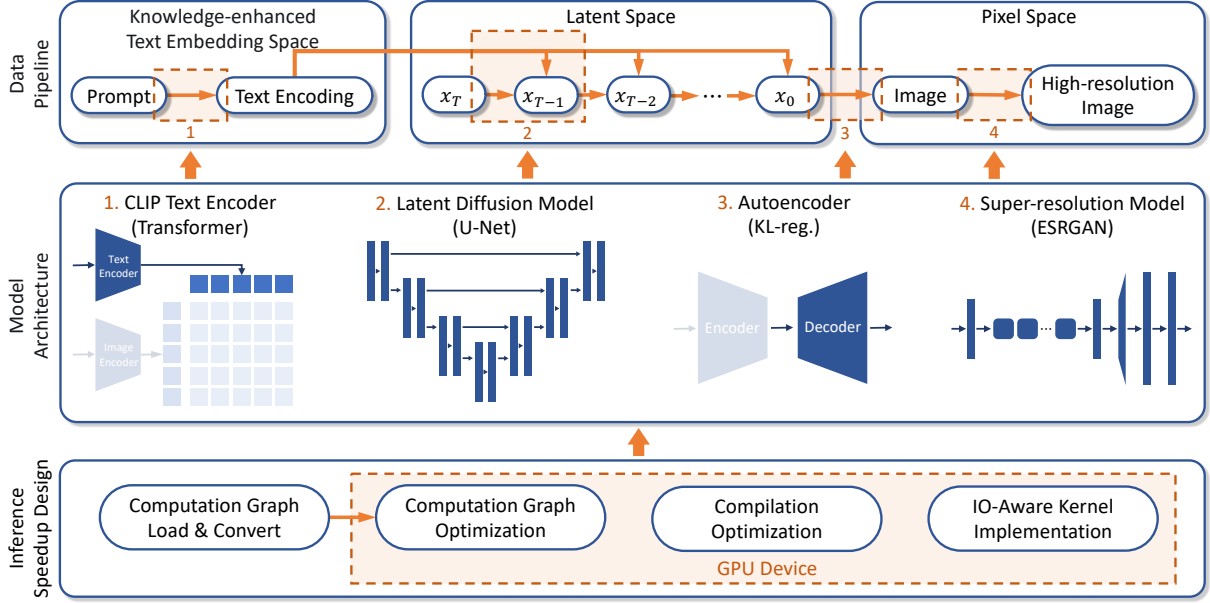 Data
Pipeline
Knowledge-enhanced
Text Embedding Space
Prompt
Text Encoding
1
Latent Space
x_T
x_{T−1}
x_{T−2}
...
x_0
2
3
Pixel Space
Image
High-resolution
Image
4
Model
Architecture
1. CLIP Text Encoder
(Transformer)
Text
Encoder
Image
Encoder
2. Latent Diffusion Model
(U-Net)
3. Autoencoder
(KL-reg.)
Encoder
Decoder
4. Super-resolution Model
(ESRGAN)
...
Inference
Speedup Design
Computation Graph
Load & Convert
Computation Graph
Optimization
Compilation
Optimization
IO-Aware Kernel
Implementation
GPU Device